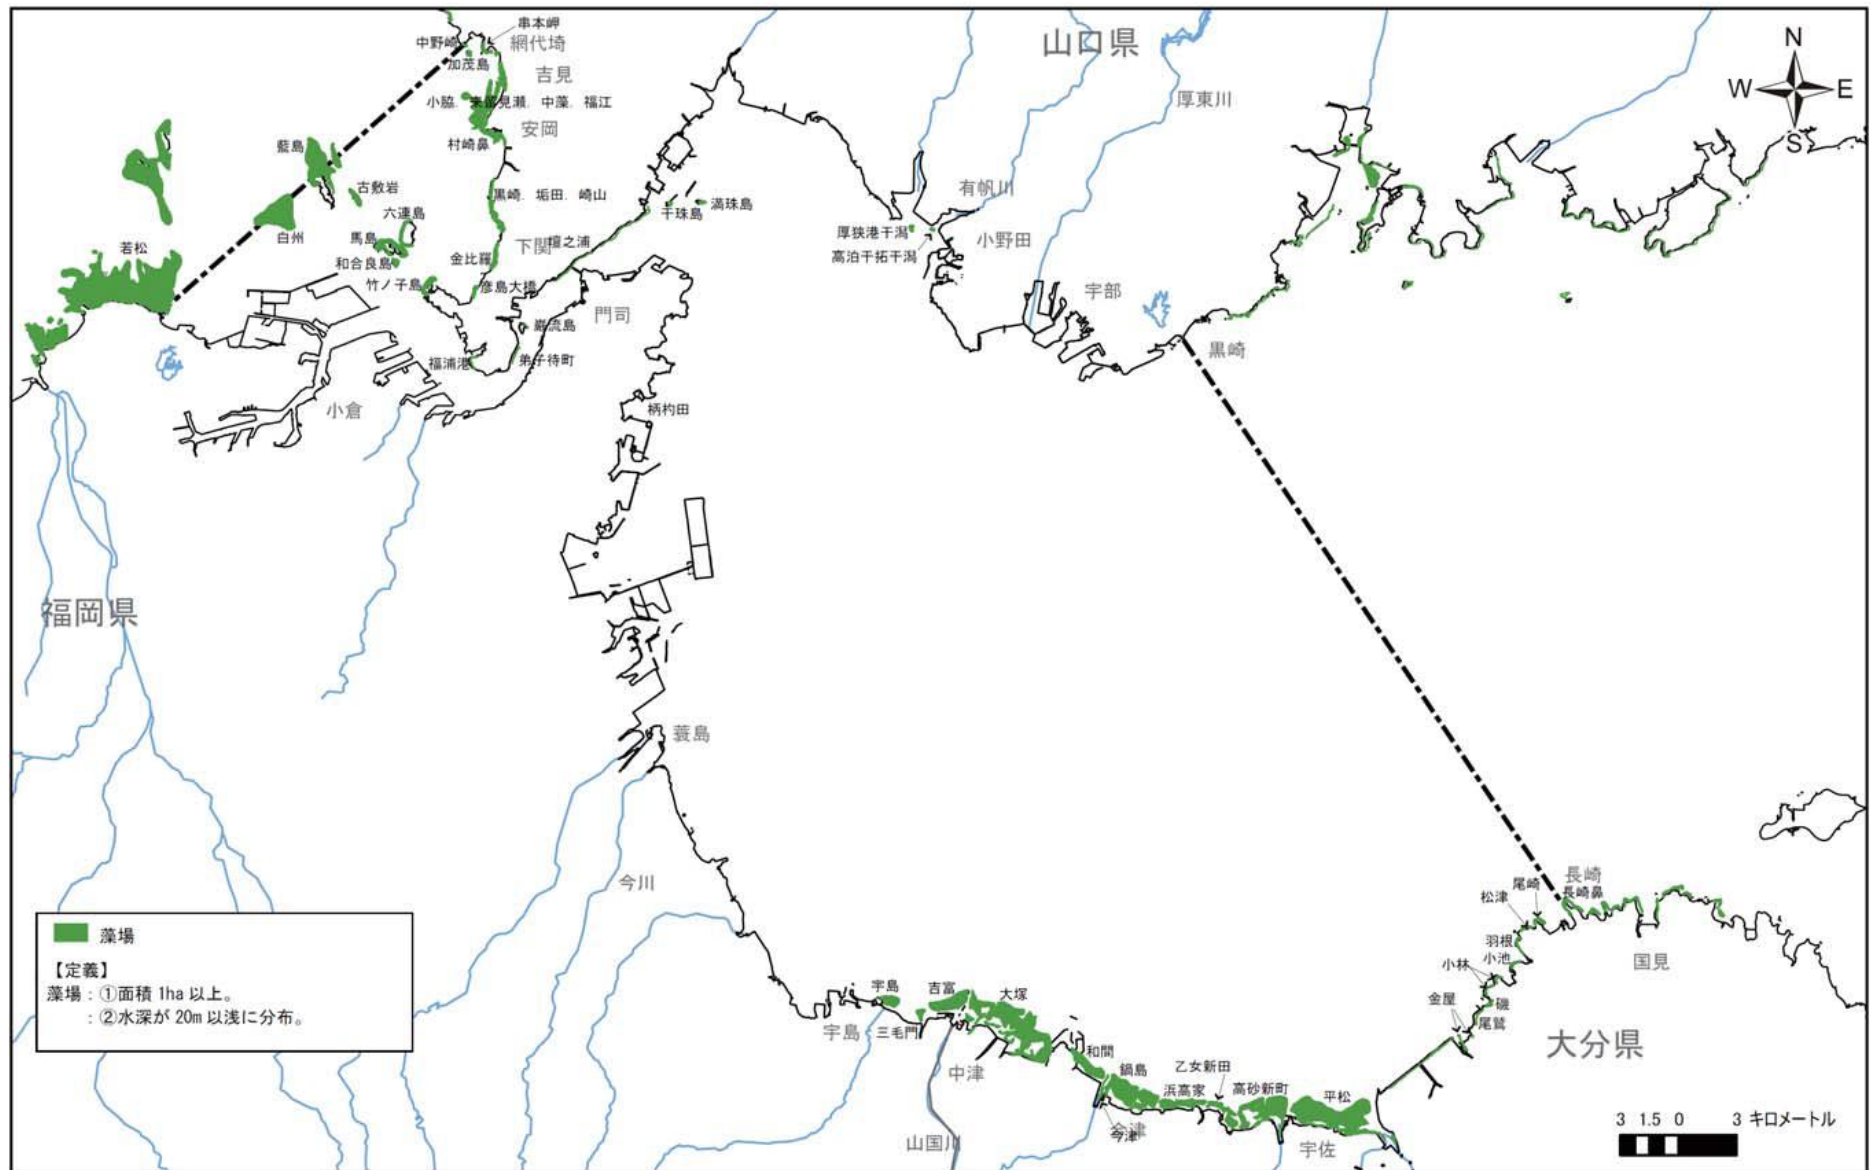 串本岬
中野崎
網代埼
加茂島
吉見
小脇．来留見瀬．中藻．福江
安岡
村崎鼻
藍島
古敷岩
六連島
白州
馬島
和合良島
若松
竹ノ子島
黒崎．垢田．崎山
下関
壇之浦
金比羅
彦島大橋
干珠島
満珠島
門司
巌流島
弟子待町
福浦港
小倉
柄杓田
山口県
厚東川
有帆川
厚狭港干潟
高泊干拓干潟
小野田
宇部
黒崎
N
W
E
S
福岡県
蓑島
今川
長崎
長崎鼻
尾崎
松津
羽根
小池
小林
金屋
磯
尾鷲
国見
大分県
宇島
宇島
三毛門
吉富
大塚
中津
山国川
和間
鍋島
今津
今津
浜高家
乙女新田
高砂新町
平松
宇佐
藻場
【定義】
藻場：①面積 1ha 以上。
：②水深が 20m 以浅に分布。
3 1.5 0 3 キロメートル